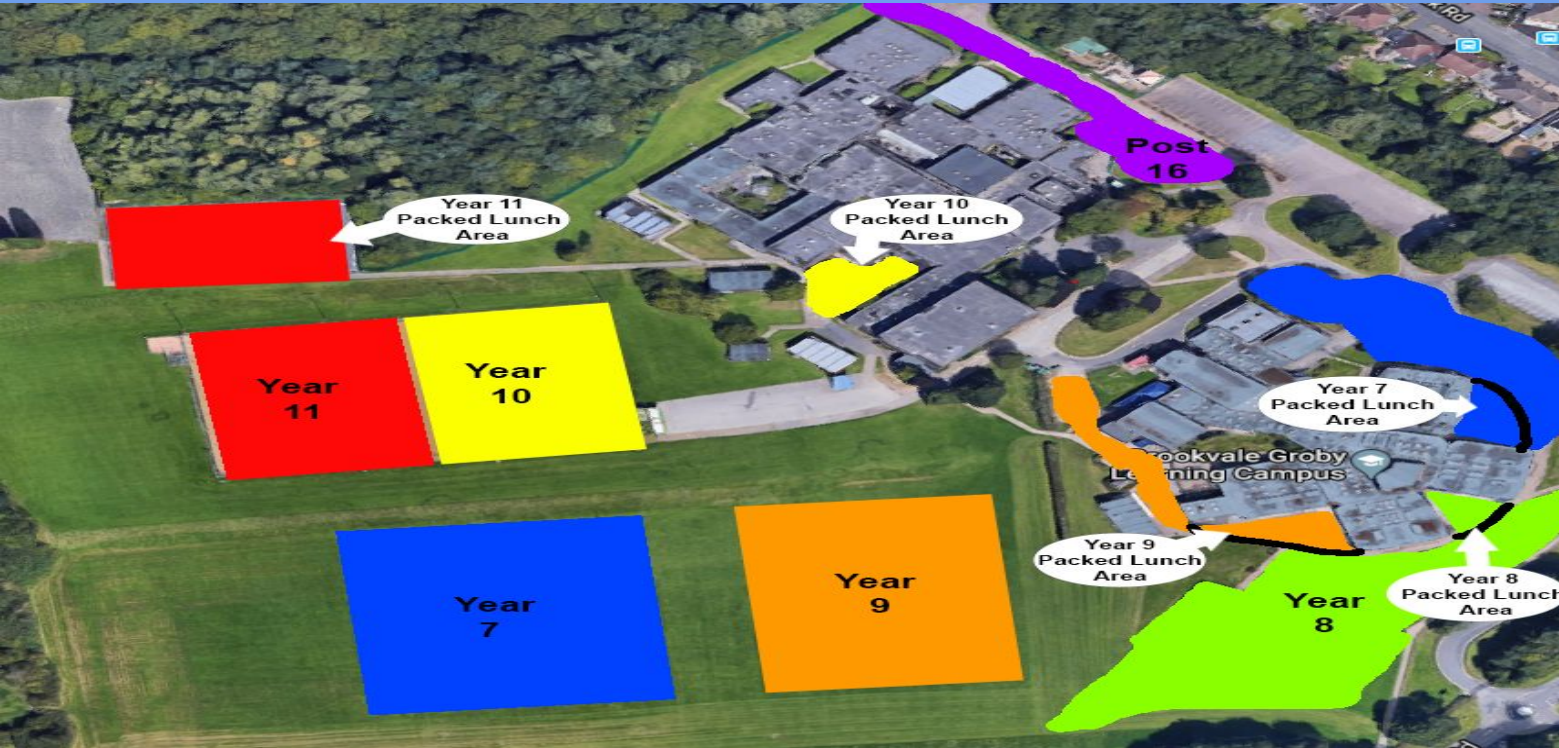 Post
16
Year 11
Packed Lunch
Area
Year 10
Packed Lunch
Area
Year
11
Year
10
Year 7
Packed Lunch
Area
Brookvale Groby
Learning Campus
Year 9
Packed Lunch
Area
Year
7
Year
9
Year
8
Year 8
Packed Lunch
Area